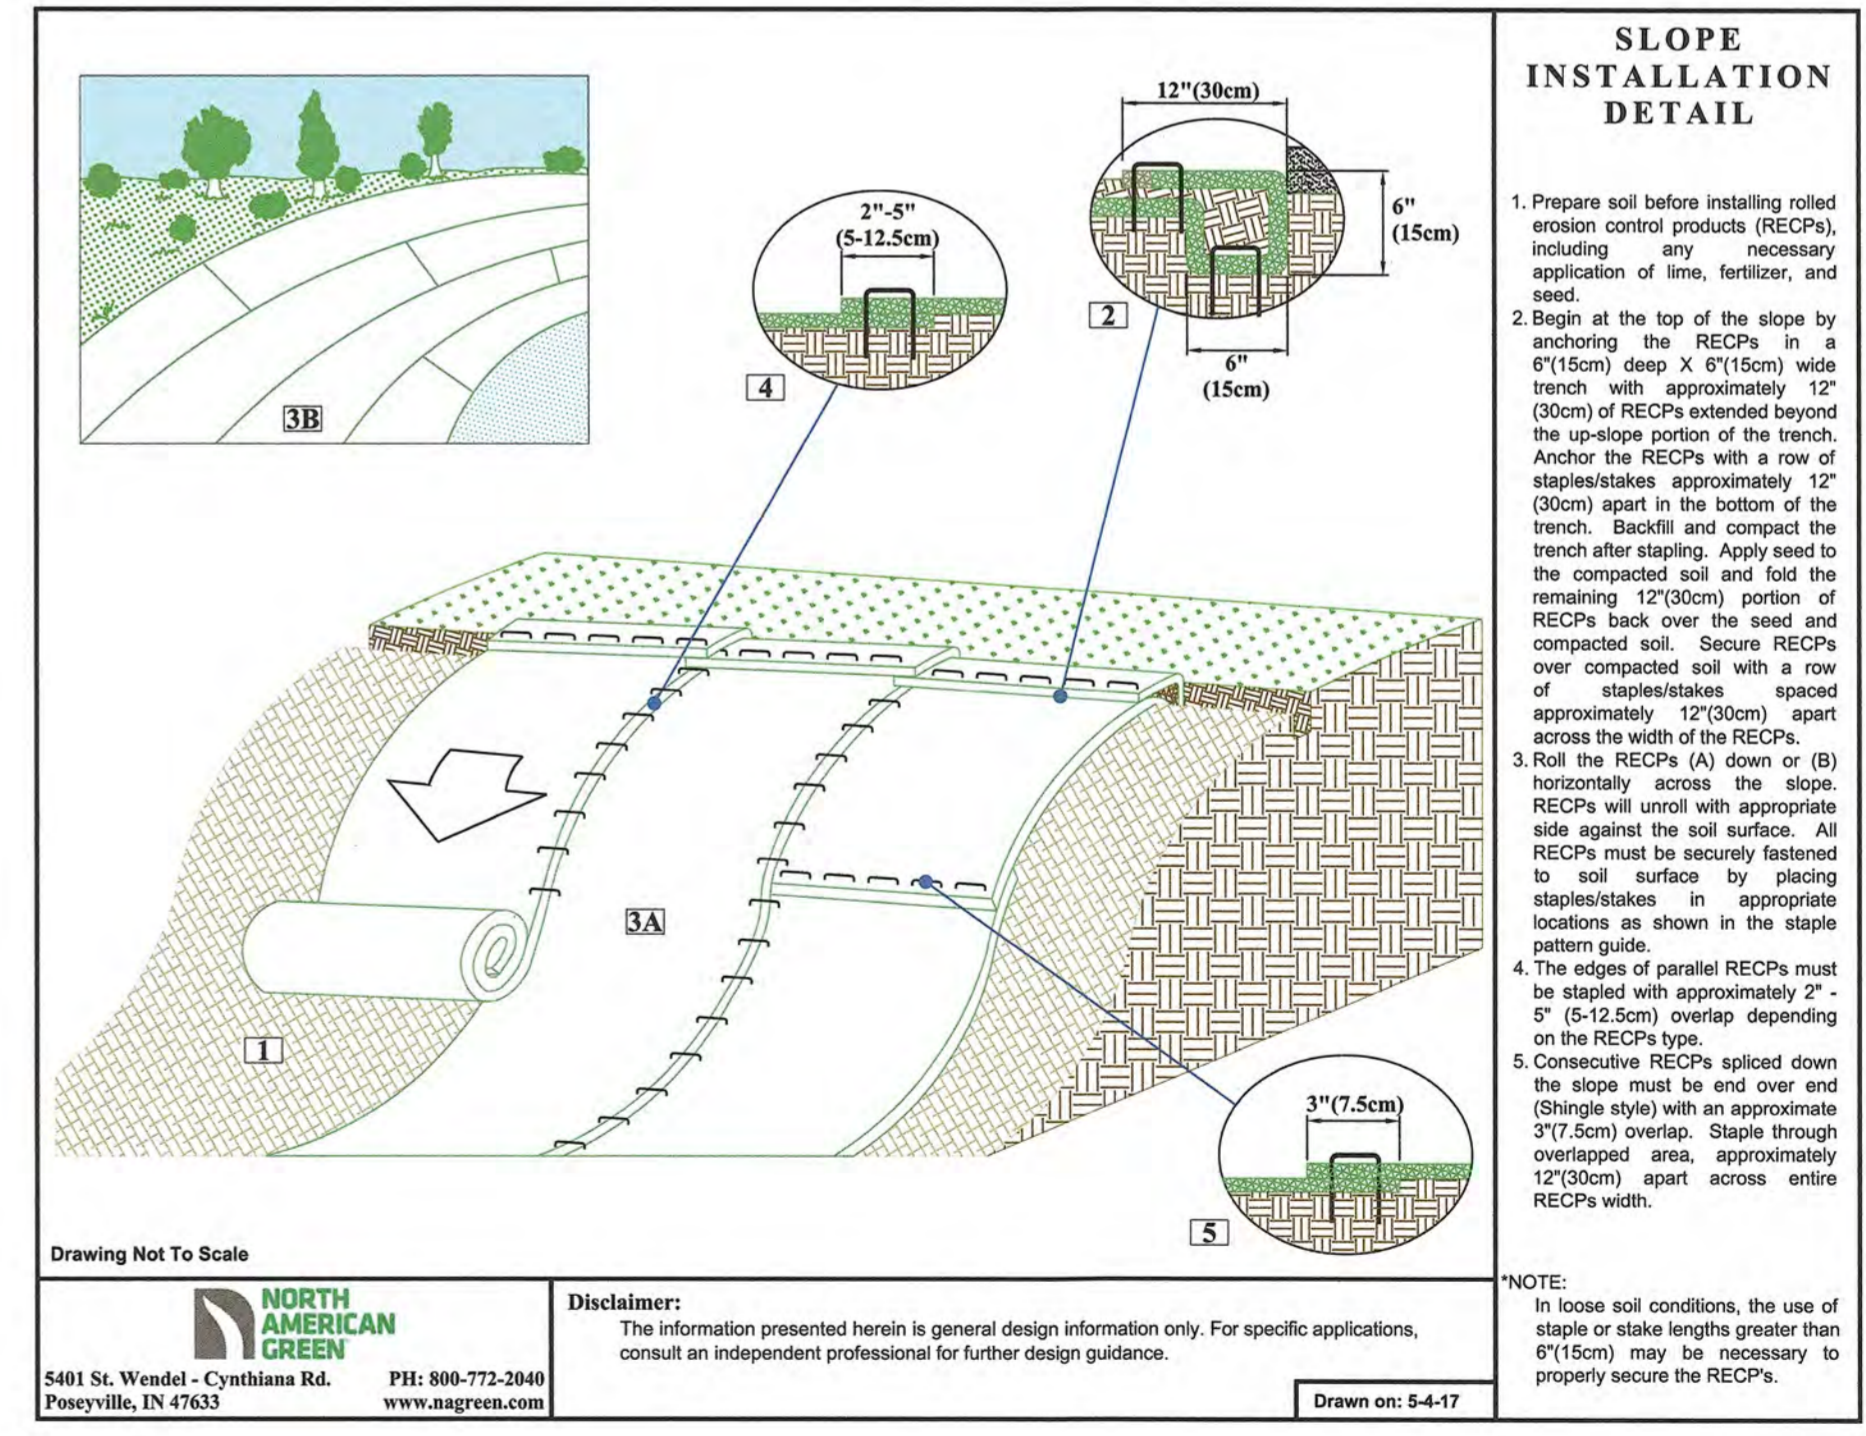 SLOPE
INSTALLATION
DETAIL
12"(30cm)
6"
(15cm)
2
6"
(15cm)
2"-5"
(5-12.5cm)
4
3B
3A
1
3"(7.5cm)
5
1. Prepare soil before installing rolled
erosion control products (RECPs),
including any necessary
application of lime, fertilizer, and
seed.
2. Begin at the top of the slope by
anchoring the RECPs in a
6"(15cm) deep X 6"(15cm) wide
trench with approximately 12"
(30cm) of RECPs extended beyond
the up-slope portion of the trench.
Anchor the RECPs with a row of
staples/stakes approximately 12"
(30cm) apart in the bottom of the
trench. Backfill and compact the
trench after stapling. Apply seed to
the compacted soil and fold the
remaining 12"(30cm) portion of
RECPs back over the seed and
compacted soil. Secure RECPs
over compacted soil with a row
of staples/stakes spaced
approximately 12"(30cm) apart
across the width of the RECPs.
3. Roll the RECPs (A) down or (B)
horizontally across the slope.
RECPs will unroll with appropriate
side against the soil surface. All
RECPs must be securely fastened
to soil surface by placing
staples/stakes in appropriate
locations as shown in the staple
pattern guide.
4. The edges of parallel RECPs must
be stapled with approximately 2" -
5" (5-12.5cm) overlap depending
on the RECPs type.
5. Consecutive RECPs spliced down
the slope must be end over end
(Shingle style) with an approximate
3"(7.5cm) overlap. Staple through
overlapped area, approximately
12"(30cm) apart across entire
RECPs width.
*NOTE:
In loose soil conditions, the use of
staple or stake lengths greater than
6"(15cm) may be necessary to
properly secure the RECP's.
Drawing Not To Scale
NORTH
AMERICAN
GREEN
5401 St. Wendel - Cynthiana Rd.
Poseyville, IN 47633
PH: 800-772-2040
www.nagreen.com
Disclaimer:
The information presented herein is general design information only. For specific applications,
consult an independent professional for further design guidance.
Drawn on: 5-4-17